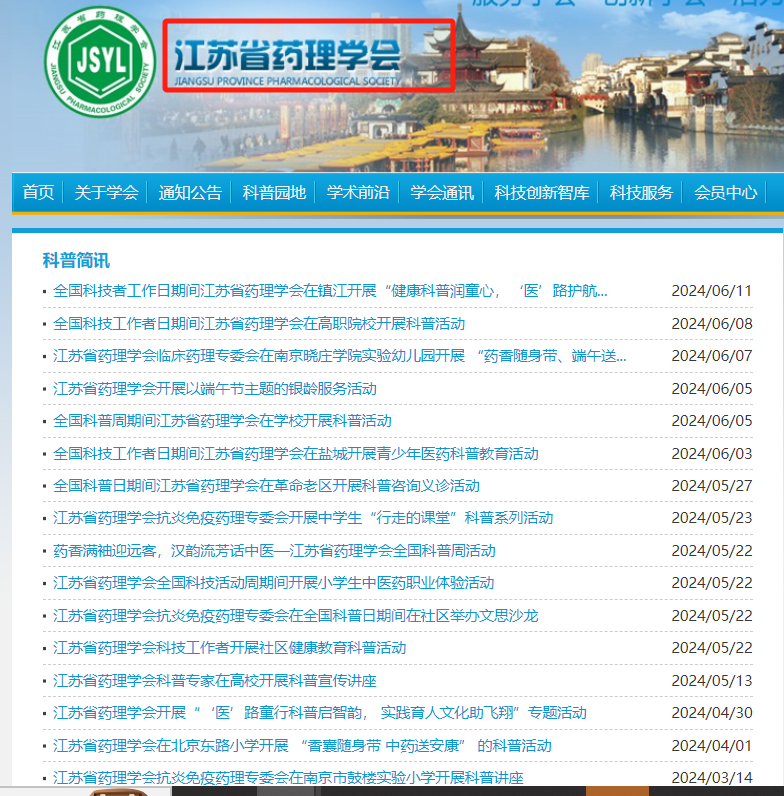 服务学会 创新学会 活力
江苏省药理学会
JSYL
JIANGSU PHARMACOLOGICAL SOCIETY
江苏省药理学会
JIANGSU PROVINCE PHARMACOLOGICAL SOCIETY
首页 关于学会 通知公告 科普园地 学术前沿 学会通讯 科技创新智库 科技服务 会员中心
科普简讯
全国科技者工作日期间江苏省药理学会在镇江开展“健康科普润童心，‘医’路护航... 2024/06/11
全国科技工作者日期间江苏省药理学会在高职院校开展科普活动 2024/06/08
江苏省药理学会临床药理专委会在南京晓庄学院实验幼儿园开展 “药香随身带、端午送... 2024/06/07
江苏省药理学会开展以端午节主题的银龄服务活动 2024/06/05
全国科普周期间江苏省药理学会在学校开展科普活动 2024/06/05
全国科技工作者日期间江苏省药理学会在盐城开展青少年医药科普教育活动 2024/06/03
全国科普日期间江苏省药理学会在革命老区开展科普咨询义诊活动 2024/05/27
江苏省药理学会抗炎免疫药理专委会开展中学生“行走的课堂”科普系列活动 2024/05/23
药香满袖迎远客，汉韵流芳话中医—江苏省药理学会全国科普周活动 2024/05/22
江苏省药理学会全国科技活动周期间开展小学生中医药职业体验活动 2024/05/22
江苏省药理学会抗炎免疫药理专委会在全国科普日期间在社区举办文思沙龙 2024/05/22
江苏省药理学会科技工作者开展社区健康教育科普活动 2024/05/22
江苏省药理学会科普专家在高校开展科普宣传讲座 2024/05/13
江苏省药理学会开展“‘医’路童行科普启智韵， 实践育人文化助飞翔”专题活动 2024/04/30
江苏省药理学会在北京东路小学开展 “香囊随身带 中药送安康” 的科普活动 2024/04/01
江苏省药理学会抗炎免疫药理专委会在南京市鼓楼实验小学开展科普讲座 2024/03/14